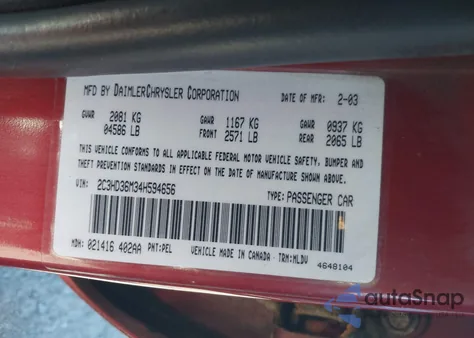 MFD BY DAIMLERCHRYSLER CORPORATION DATE OF MFR: 2-03
GVWR 2081 KG GAWR 1167 KG GAWR 0937 KG
04586 LB FRONT 2571 LB REAR 2065 LB
THIS VEHICLE CONFORMS TO ALL APPLICABLE FEDERAL MOTOR VEHICLE SAFETY, BUMPER AND
THEFT PREVENTION STANDARDS IN EFFECT ON THE DATE OF MANUFACTURE SHOWN ABOVE.
VIN: 2C3HD36M34H594656 TYPE: PASSENGER CAR
MDH: 021416 402AA PNT: PEL VEHICLE MADE IN CANADA TRM: MLDV
4648104
autoSnap